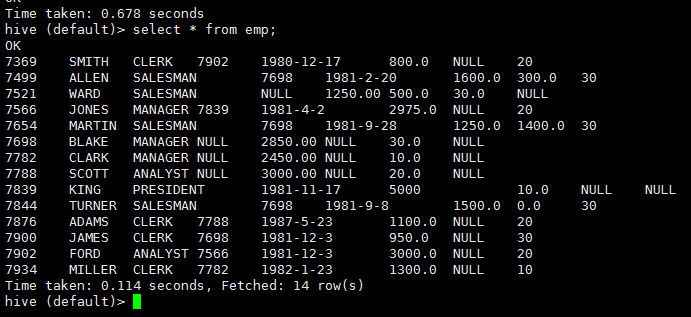 Time taken: 0.678 seconds
hive (default)> select * from emp;
OK
7369 SMITH CLERK 7902 1980-12-17 800.0 NULL 20
7499 ALLEN SALESMAN 7698 1981-2-20 1600.0 300.0 30
7521 WARD SALESMAN NULL 1250.00 500.0 30.0 NULL
7566 JONES MANAGER 7839 1981-4-2 2975.0 NULL 20
7654 MARTIN SALESMAN 7698 1981-9-28 1250.0 1400.0 30
7698 BLAKE MANAGER NULL 2850.00 NULL 30.0 NULL
7782 CLARK MANAGER NULL 2450.00 NULL 10.0 NULL
7788 SCOTT ANALYST NULL 3000.00 NULL 20.0 NULL
7839 KING PRESIDENT 1981-11-17 5000 10.0 NULL NULL
7844 TURNER SALESMAN 7698 1981-9-8 1500.0 0.0 30
7876 ADAMS CLERK 7788 1987-5-23 1100.0 NULL 20
7900 JAMES CLERK 7698 1981-12-3 950.0 NULL 30
7902 FORD ANALYST 7566 1981-12-3 3000.0 NULL 20
7934 MILLER CLERK 7782 1982-1-23 1300.0 NULL 10
Time taken: 0.114 seconds, Fetched: 14 row(s)
hive (default)>